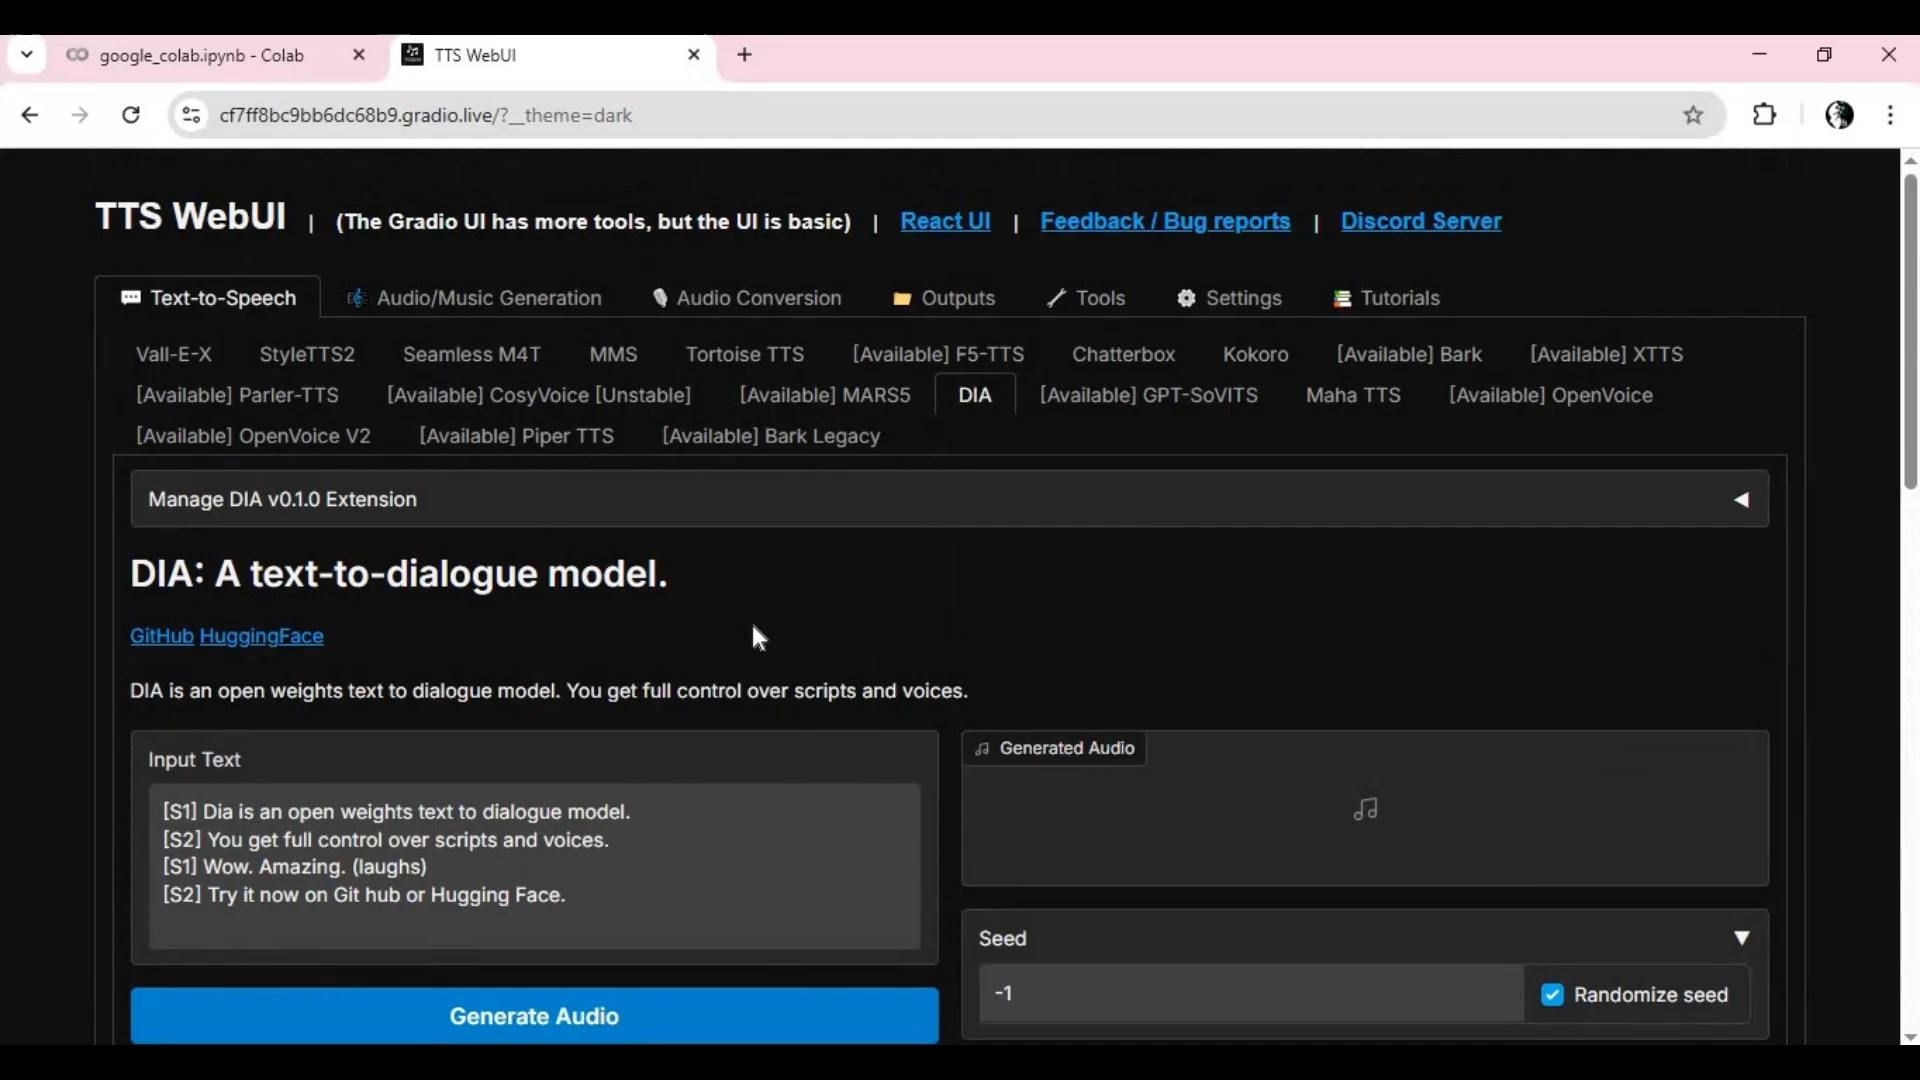 google_colab.ipynb - Colab
TTS WebUI
cf7ff8bc9bb6dc68b9.gradio.live/?__theme=dark
TTS WebUI | (The Gradio UI has more tools, but the UI is basic) | React UI | Feedback / Bug reports | Discord Server
Text-to-Speech Audio/Music Generation Audio Conversion Outputs Tools Settings Tutorials
Vall-E-X StyleTTS2 Seamless M4T MMS Tortoise TTS [Available] F5-TTS Chatterbox Kokoro [Available] Bark [Available] XTTS
[Available] Parler-TTS [Available] CosyVoice [Unstable] [Available] MARS5 DIA [Available] GPT-SoVITS Maha TTS [Available] OpenVoice
[Available] OpenVoice V2 [Available] Piper TTS [Available] Bark Legacy
Manage DIA v0.1.0 Extension
DIA: A text-to-dialogue model.
GitHub HuggingFace
DIA is an open weights text to dialogue model. You get full control over scripts and voices.
Input Text
[S1] Dia is an open weights text to dialogue model.
[S2] You get full control over scripts and voices.
[S1] Wow. Amazing. (laughs)
[S2] Try it now on Git hub or Hugging Face.
Generate Audio
Generated Audio
Seed
-1
Randomize seed